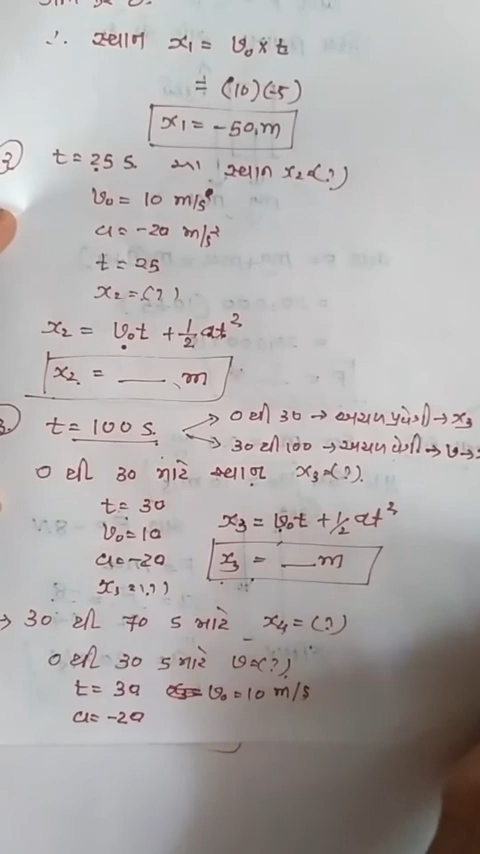 ∴ સ્થાન x₁ = v₀ × t
= (10)(-5)
x₁ = -50 m
② t = 25 s. માટે સ્થાન x₂ = (?)
v₀ = 10 m/s
a = -20 m/s²
t = 25
x₂ = (?)
x₂ = v₀t + ½at²
x₂ = ___ m
t = 100 s. → 0 થી 30 → અચળ પ્રવેગી → x₃
→ 30 થી 100 → અચળ વેગી → v →
0 થી 30 માટે સ્થાન x₃ = (?)
t = 30
v₀ = 10
a = -20
x₃ = (?)
x₃ = v₀t + ½at²
x₃ = ___ m
→ 30 થી 70 s માટે x₄ = (?)
0 થી 30 s માટે v = (?)
t = 30 v₀ = 10 m/s
a = -20